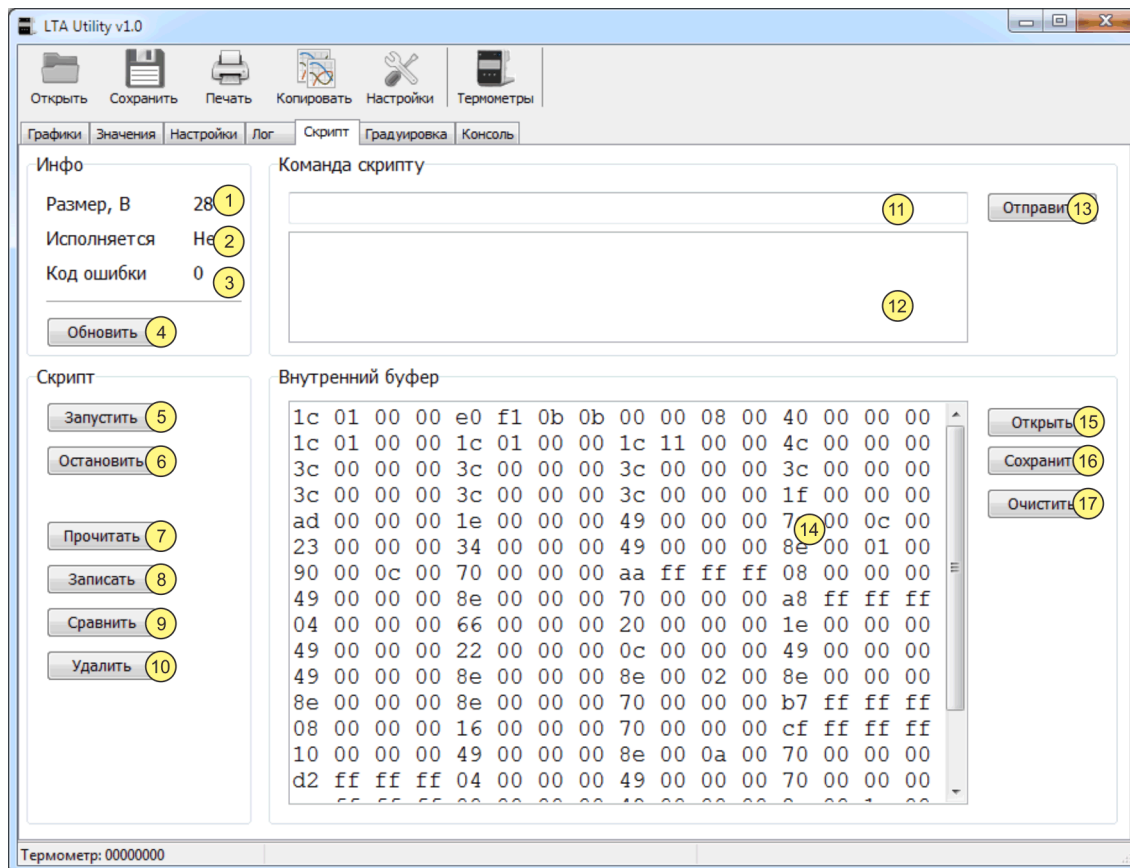 LTA Utility v1.0
Открыть Сохранить Печать Копировать Настройки Термометры
Графики Значения Настройки Лог Скрипт Градуировка Консоль
Инфо
Размер, В 28 1
Исполняется Не 2
Код ошибки 0 3
Обновить 4
Команда скрипту
11
Отправи 13
12
Скрипт
Запустить 5
Остановить 6
Прочитать 7
Записать 8
Сравнить 9
Удалить 10
Внутренний буфер
1c 01 00 00 e0 f1 0b 0b 00 00 08 00 40 00 00 00
1c 01 00 00 1c 01 00 00 1c 11 00 00 4c 00 00 00
3c 00 00 00 3c 00 00 00 3c 00 00 00 3c 00 00 00
3c 00 00 00 3c 00 00 00 3c 00 00 00 1f 00 00 00
ad 00 00 00 1e 00 00 00 49 00 00 00 7 00 0c 00
14
23 00 00 00 34 00 00 00 49 00 00 00 8e 00 01 00
90 00 0c 00 70 00 00 00 aa ff ff ff 08 00 00 00
49 00 00 00 8e 00 00 00 70 00 00 00 a8 ff ff ff
04 00 00 00 66 00 00 00 20 00 00 00 1e 00 00 00
49 00 00 00 22 00 00 00 0c 00 00 00 49 00 00 00
49 00 00 00 8e 00 00 00 8e 00 02 00 8e 00 00 00
8e 00 00 00 8e 00 00 00 70 00 00 00 b7 ff ff ff
08 00 00 00 16 00 00 00 70 00 00 00 cf ff ff ff
10 00 00 00 49 00 00 00 8e 00 0a 00 70 00 00 00
d2 ff ff ff 04 00 00 00 49 00 00 00 70 00 00 00
Открыть 15
Сохранит 16
Очистить 17
Термометр: 00000000